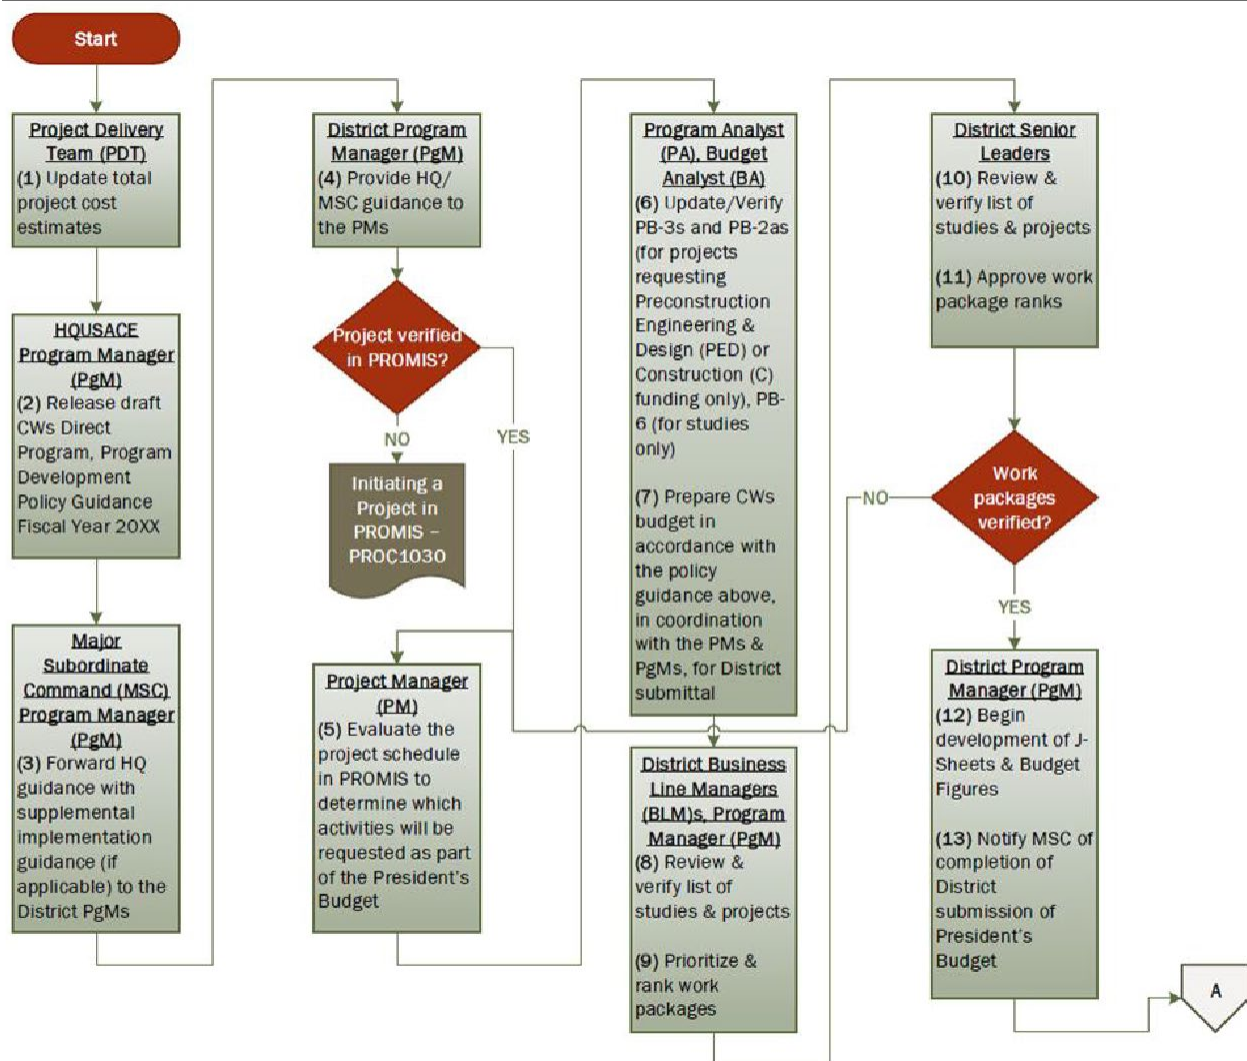 Start
Project Delivery
Team (PDT)
(1) Update total
project cost
estimates
HQUSACE
Program Manager
(PgM)
(2) Release draft
CWs Direct
Program, Program
Development
Policy Guidance
Fiscal Year 20XX
Major
Subordinate
Command (MSC)
Program Manager
(PgM)
(3) Forward HQ
guidance with
supplemental
implementation
guidance (if
applicable) to the
District PgMs
District Program
Manager (PgM)
(4) Provide HQ/
MSC guidance to
the PMs
Project verified
in PROMIS?
NO
YES
Initiating a
Project in
PROMIS –
PROC1030
Project Manager
(PM)
(5) Evaluate the
project schedule
in PROMIS to
determine which
activities will be
requested as part
of the President's
Budget
Program Analyst
(PA), Budget
Analyst (BA)
(6) Update/Verify
PB-3s and PB-2as
(for projects
requesting
Preconstruction
Engineering &
Design (PED) or
Construction (C)
funding only), PB-
6 (for studies
only)
(7) Prepare CWs
budget in
accordance with
the policy
guidance above,
in coordination
with the PMs &
PgMs, for District
submittal
District Business
Line Managers
(BLM)s, Program
Manager (PgM)
(8) Review &
verify list of
studies & projects
(9) Prioritize &
rank work
packages
District Senior
Leaders
(10) Review &
verify list of
studies & projects
(11) Approve work
package ranks
Work
packages
verified?
NO
YES
District Program
Manager (PgM)
(12) Begin
development of J-
Sheets & Budget
Figures
(13) Notify MSC of
completion of
District
submission of
President's
Budget
A